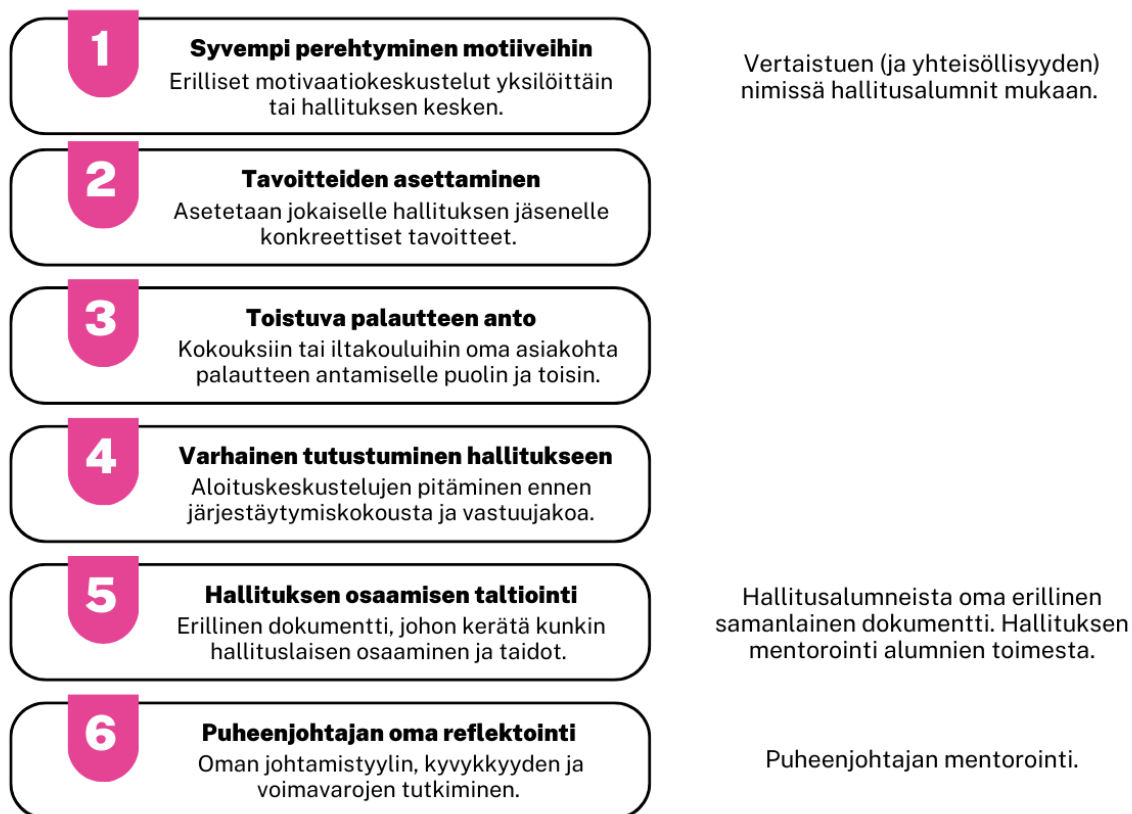 1
Syvempi perehtyminen motiiveihin
Erilliset motivaatiokeskustelut yksilöittäin
tai hallituksen kesken.
Vertaistuen (ja yhteisöllisyyden)
nimissä hallitusalumnit mukaan.
2
Tavoitteiden asettaminen
Asetetaan jokaiselle hallituksen jäsenelle
konkreettiset tavoitteet.
3
Toistuva palautteen anto
Kokouksiin tai iltakouluihin oma asiakohta
palautteen antamiselle puolin ja toisin.
4
Varhainen tutustuminen hallitukseen
Aloituskeskustelujen pitäminen ennen
järjestäytymiskokousta ja vastuujakoa.
5
Hallituksen osaamisen taltiointi
Erillinen dokumentti, johon kerätä kunkin
hallituslaisen osaaminen ja taidot.
Hallitusalumneista oma erillinen
samanlainen dokumentti. Hallituksen
mentorointi alumnien toimesta.
6
Puheenjohtajan oma reflektointi
Oman johtamistyylin, kyvykkyyden ja
voimavarojen tutkiminen.
Puheenjohtajan mentorointi.